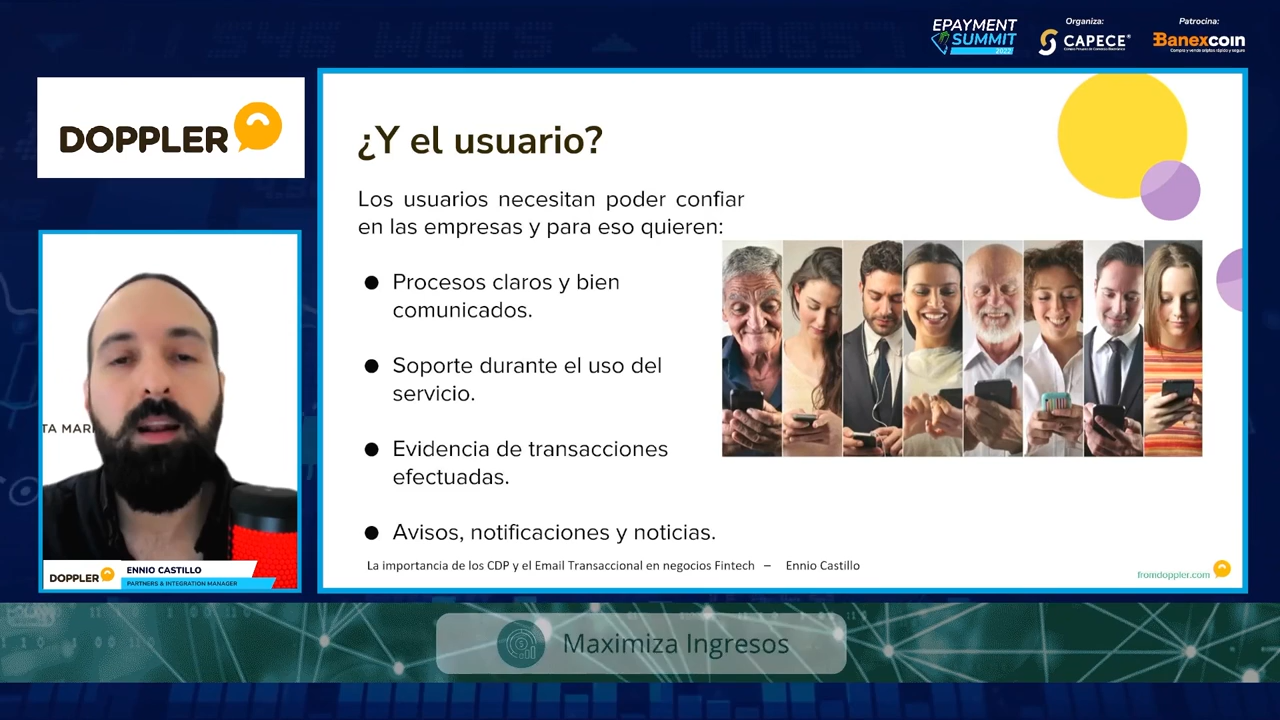 EPAYMENT
SUMMIT
2022
Organiza:
CAPECE
Patrocina:
Banexcoin
DOPPLER
¿Y el usuario?
Los usuarios necesitan poder confiar
en las empresas y para eso quieren:
● Procesos claros y bien
comunicados.
● Soporte durante el uso del
servicio.
● Evidencia de transacciones
efectuadas.
● Avisos, notificaciones y noticias.
La importancia de los CDP y el Email Transaccional en negocios Fintech – Ennio Castillo
fromdoppler.com
TA MAR
DOPPLER
ENNIO CASTILLO
PARTNERS & INTEGRATION MANAGER
Maximiza Ingresos